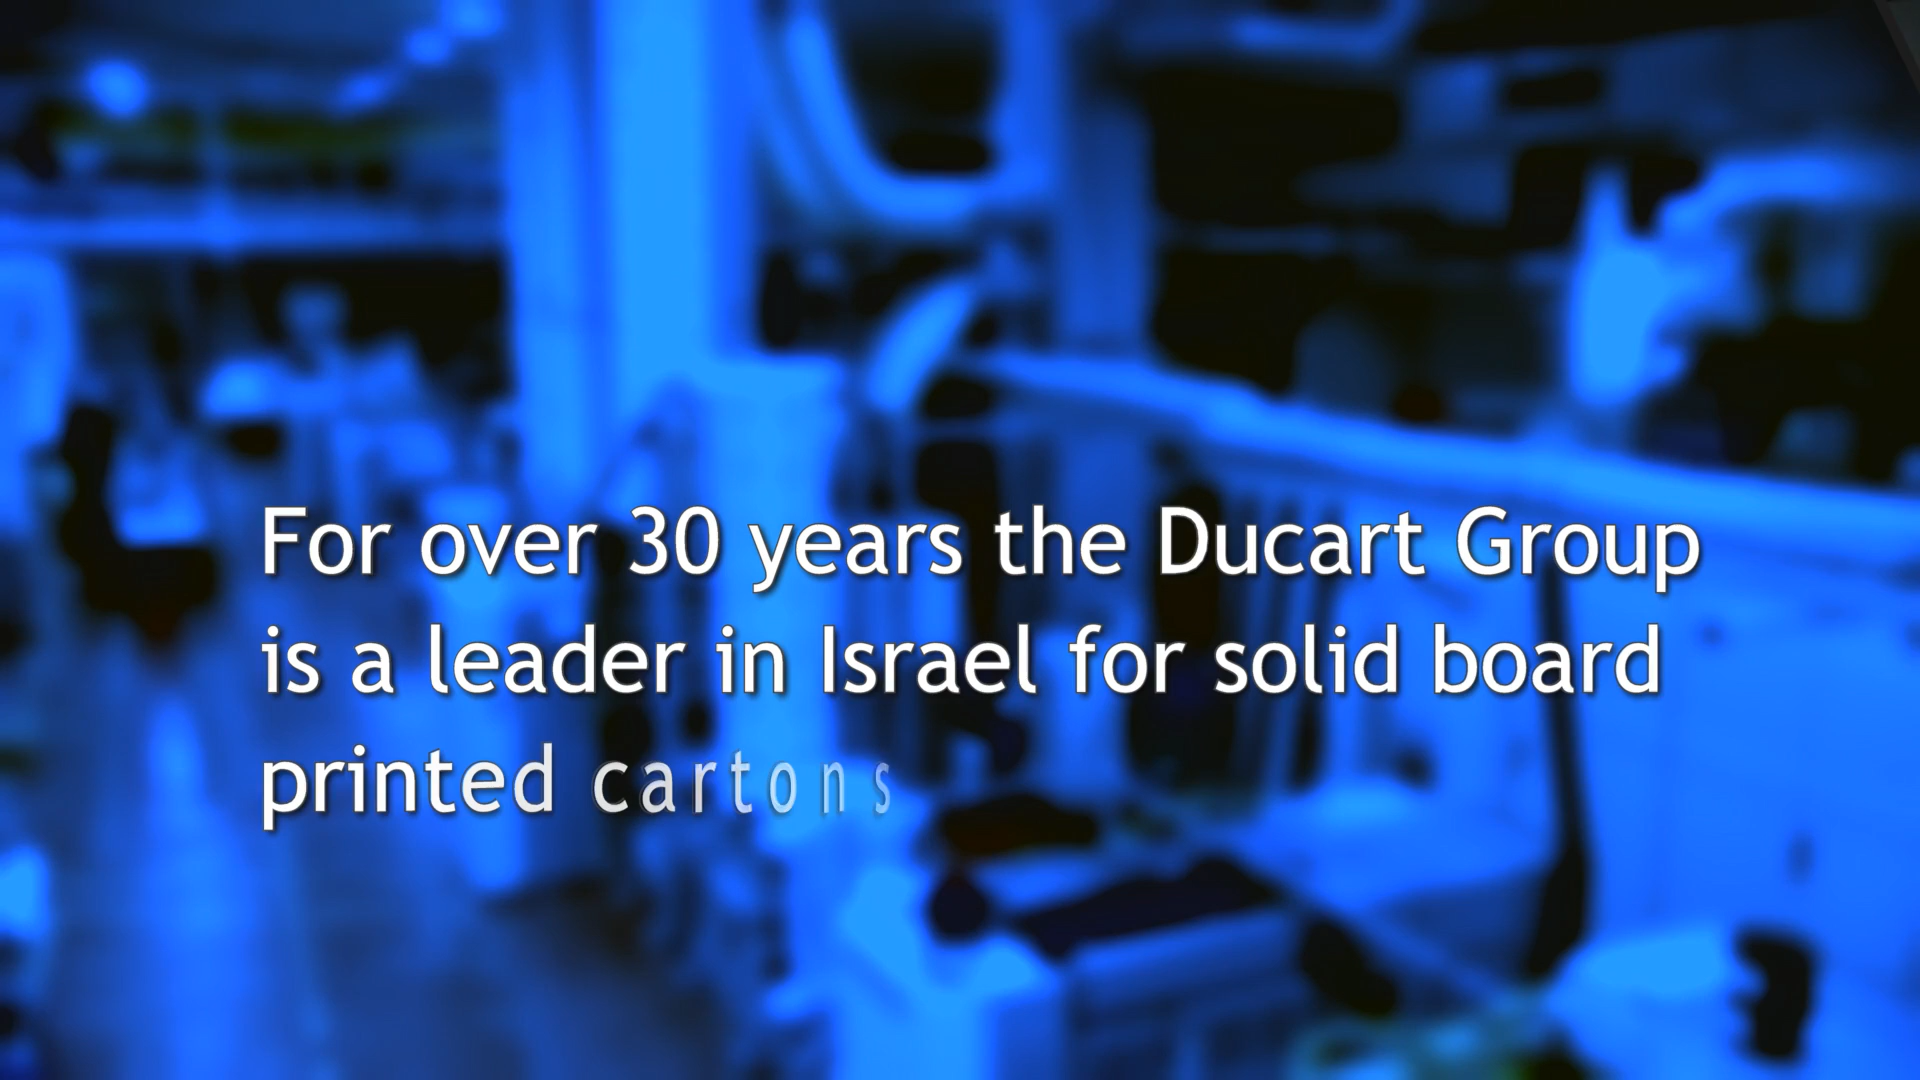 For over 30 years the Ducart Group
is a leader in Israel for solid board
printed cartons